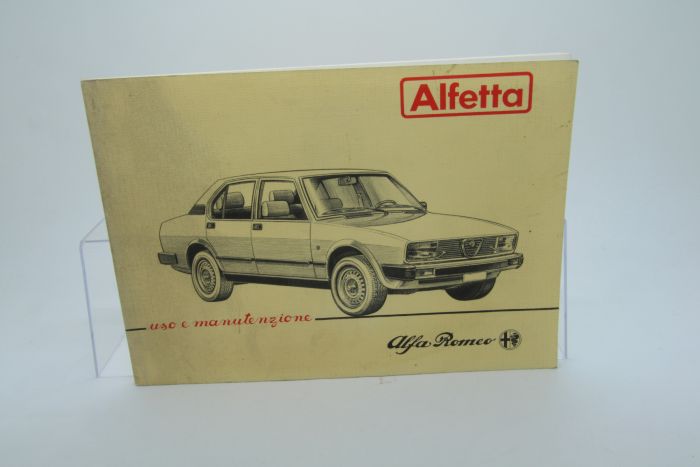 Alfetta
uso e manutenzione
Alfa Romeo